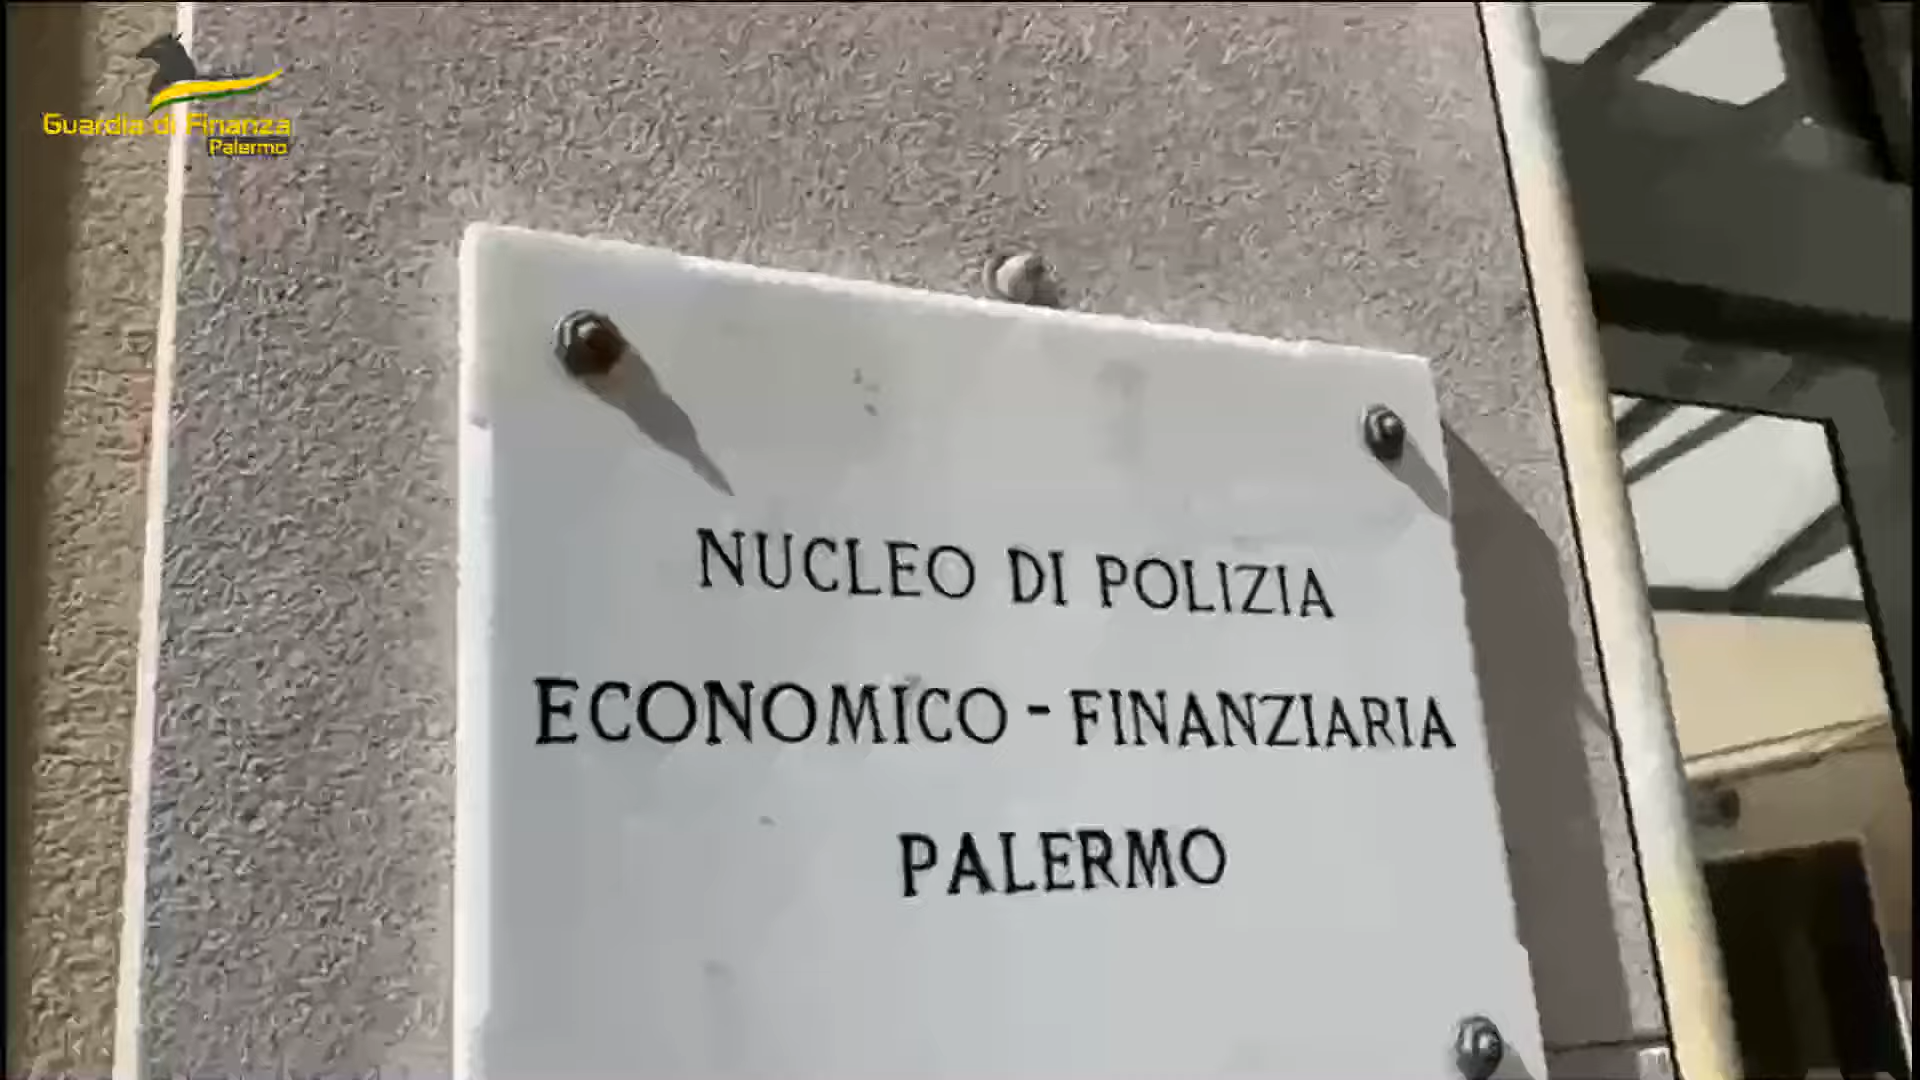 Guardia di Finanza
Palermo
NUCLEO DI POLIZIA
ECONOMICO - FINANZIARIA
PALERMO